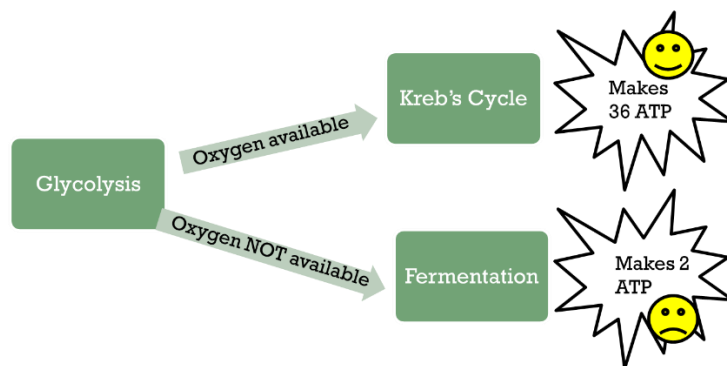 Glycolysis
Oxygen available
Kreb's Cycle
Makes
36 ATP
Oxygen NOT available
Fermentation
Makes 2
ATP